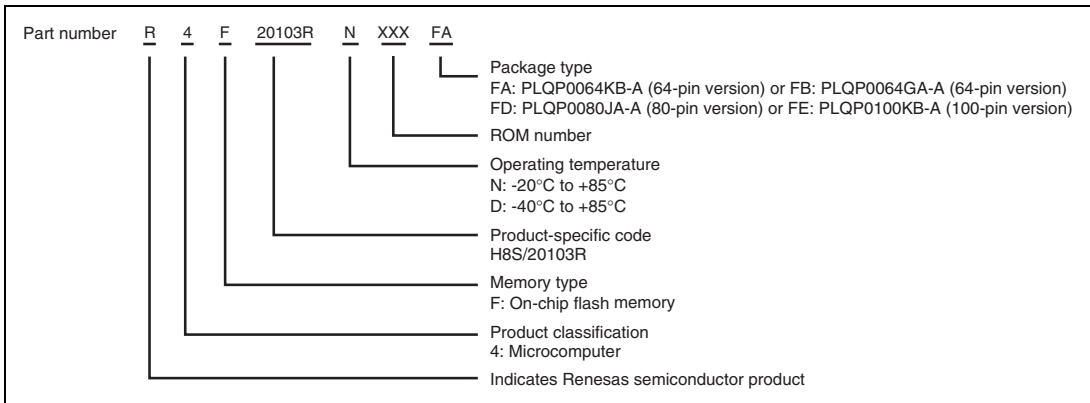 Part number R 4 F 20103R N XXX FA
Package type
FA: PLQP0064KB-A (64-pin version) or FB: PLQP0064GA-A (64-pin version)
FD: PLQP0080JA-A (80-pin version) or FE: PLQP0100KB-A (100-pin version)
ROM number
Operating temperature
N: -20°C to +85°C
D: -40°C to +85°C
Product-specific code
H8S/20103R
Memory type
F: On-chip flash memory
Product classification
4: Microcomputer
Indicates Renesas semiconductor product